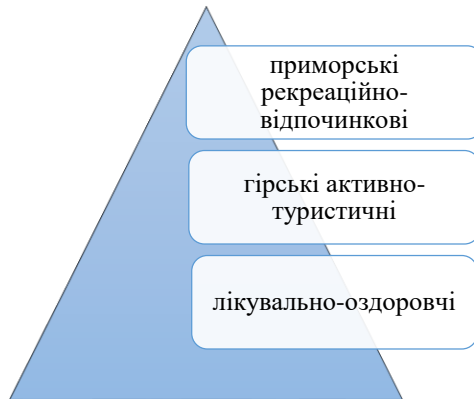 приморські
рекреаційно-
відпочинкові
гірські активно-
туристичні
лікувально-оздоровчі